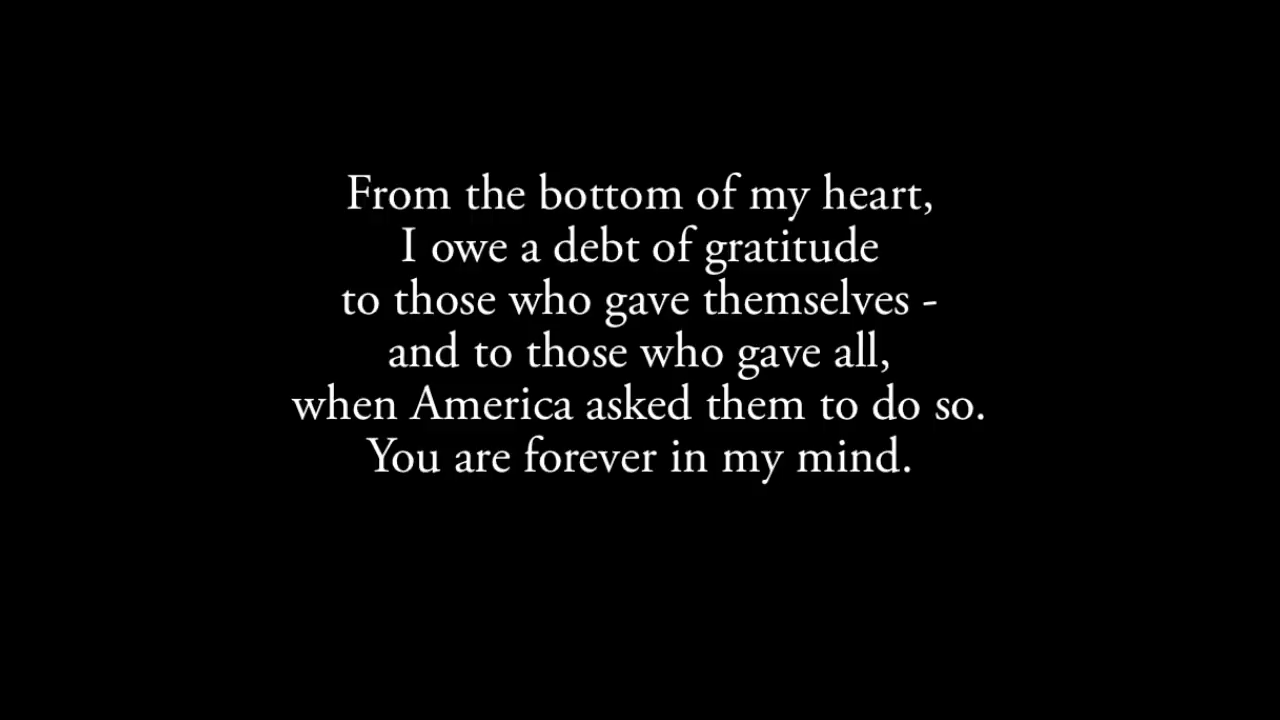 From the bottom of my heart,
I owe a debt of gratitude
to those who gave themselves -
and to those who gave all,
when America asked them to do so.
You are forever in my mind.